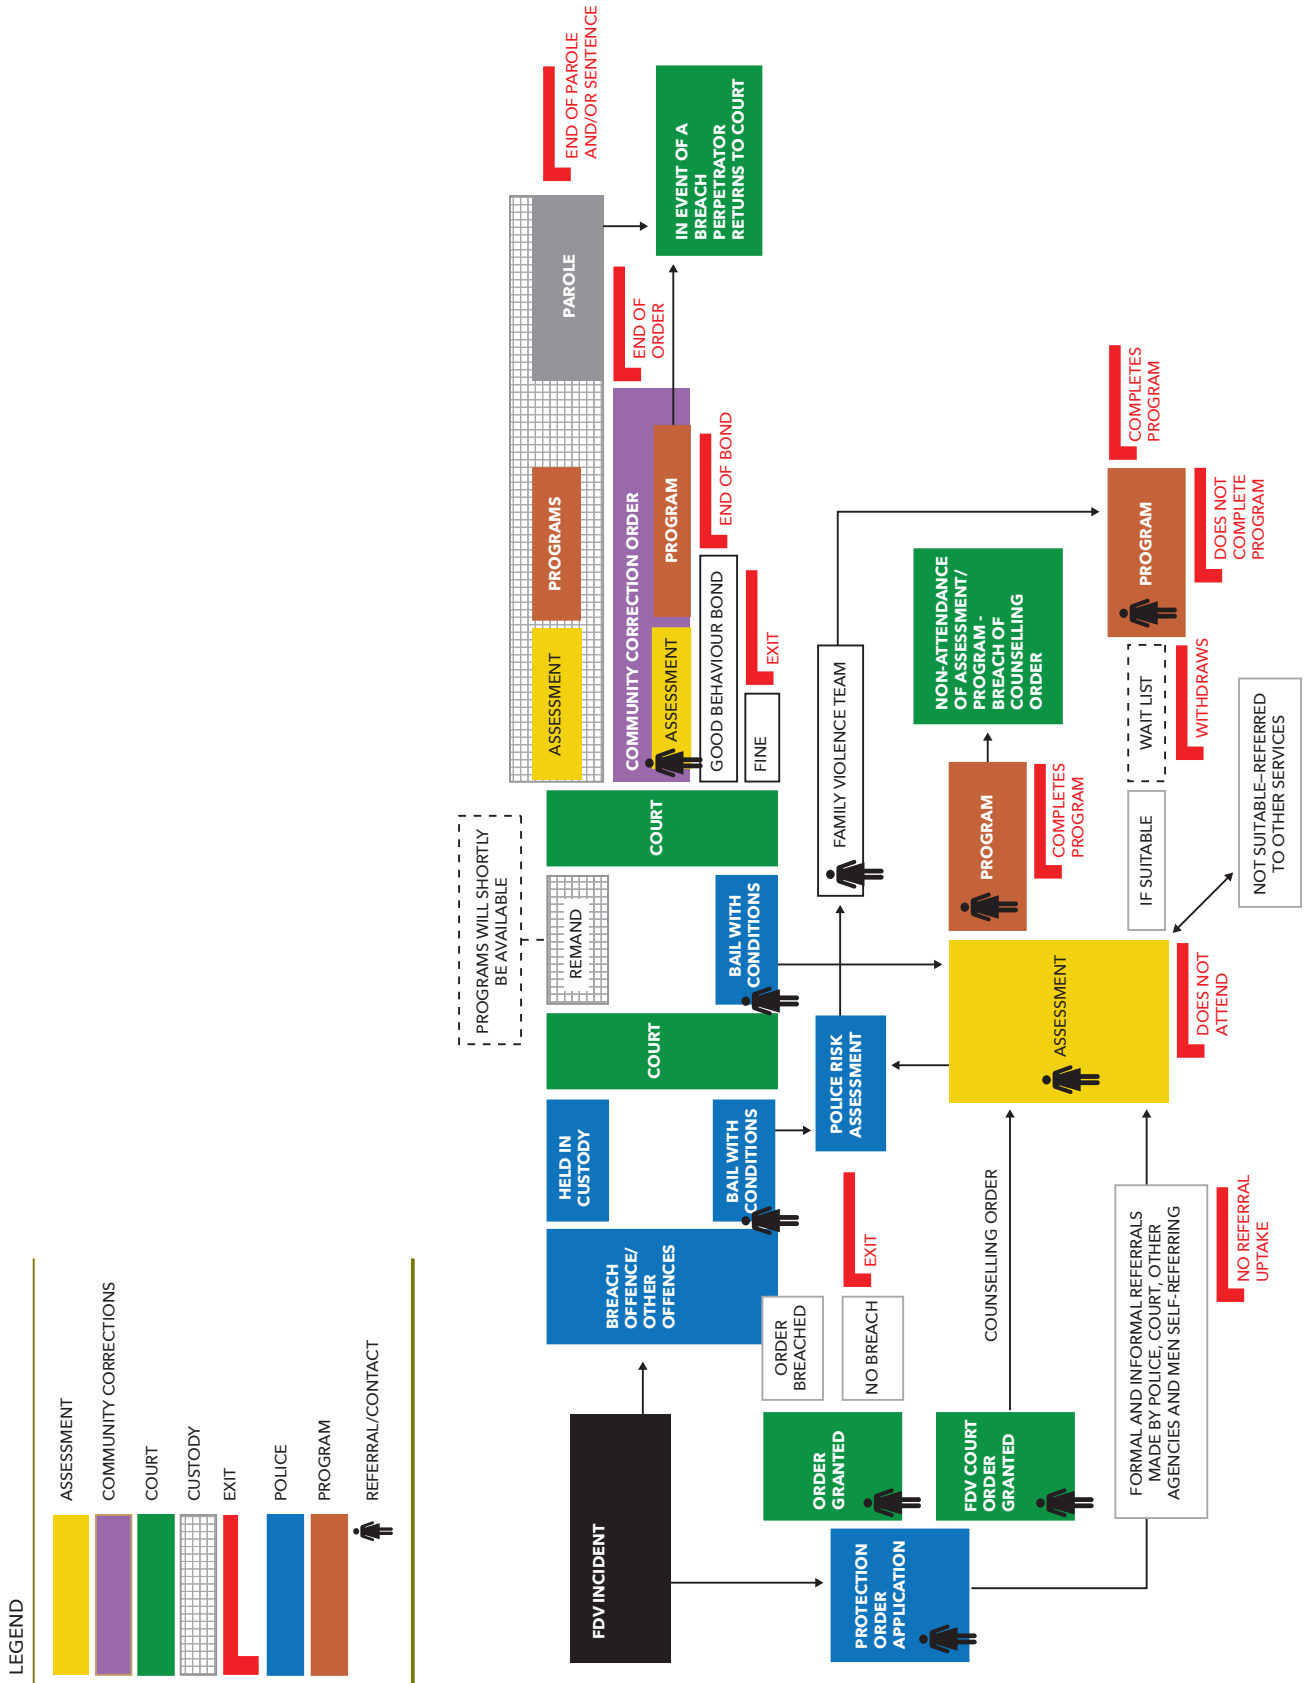 LEGEND
ASSESSMENT
COMMUNITY CORRECTIONS
COURT
CUSTODY
EXIT
POLICE
PROGRAM
REFERRAL/CONTACT
PROGRAMS WILL SHORTLY
BE AVAILABLE
FDV INCIDENT
BREACH
OFFENCE/
OTHER
OFFENCES
HELD IN
CUSTODY
BAIL WITH
CONDITIONS
COURT
REMAND
BAIL WITH
CONDITIONS
COURT
ASSESSMENT
PROGRAMS
PAROLE
END OF PAROLE
AND/OR SENTENCE
COMMUNITY CORRECTION ORDER
ASSESSMENT
PROGRAM
END OF
ORDER
IN EVENT OF A
BREACH
PERPETRATOR
RETURNS TO COURT
GOOD BEHAVIOUR BOND
END OF BOND
FINE
EXIT
ORDER
BREACHED
NO BREACH
EXIT
POLICE RISK
ASSESSMENT
FAMILY VIOLENCE TEAM
PROTECTION
ORDER
APPLICATION
ORDER
GRANTED
FDV COURT
ORDER
GRANTED
COUNSELLING ORDER
ASSESSMENT
PROGRAM
COMPLETES
PROGRAM
NON-ATTENDANCE
OF ASSESSMENT/
PROGRAM -
BREACH OF
COUNSELLING
ORDER
FORMAL AND INFORMAL REFERRALS
MADE BY POLICE, COURT, OTHER
AGENCIES AND MEN SELF-REFERRING
NO REFERRAL
UPTAKE
DOES NOT
ATTEND
IF SUITABLE
WAIT LIST
WITHDRAWS
PROGRAM
COMPLETES
PROGRAM
DOES NOT
COMPLETE
PROGRAM
NOT SUITABLE–REFERRED
TO OTHER SERVICES